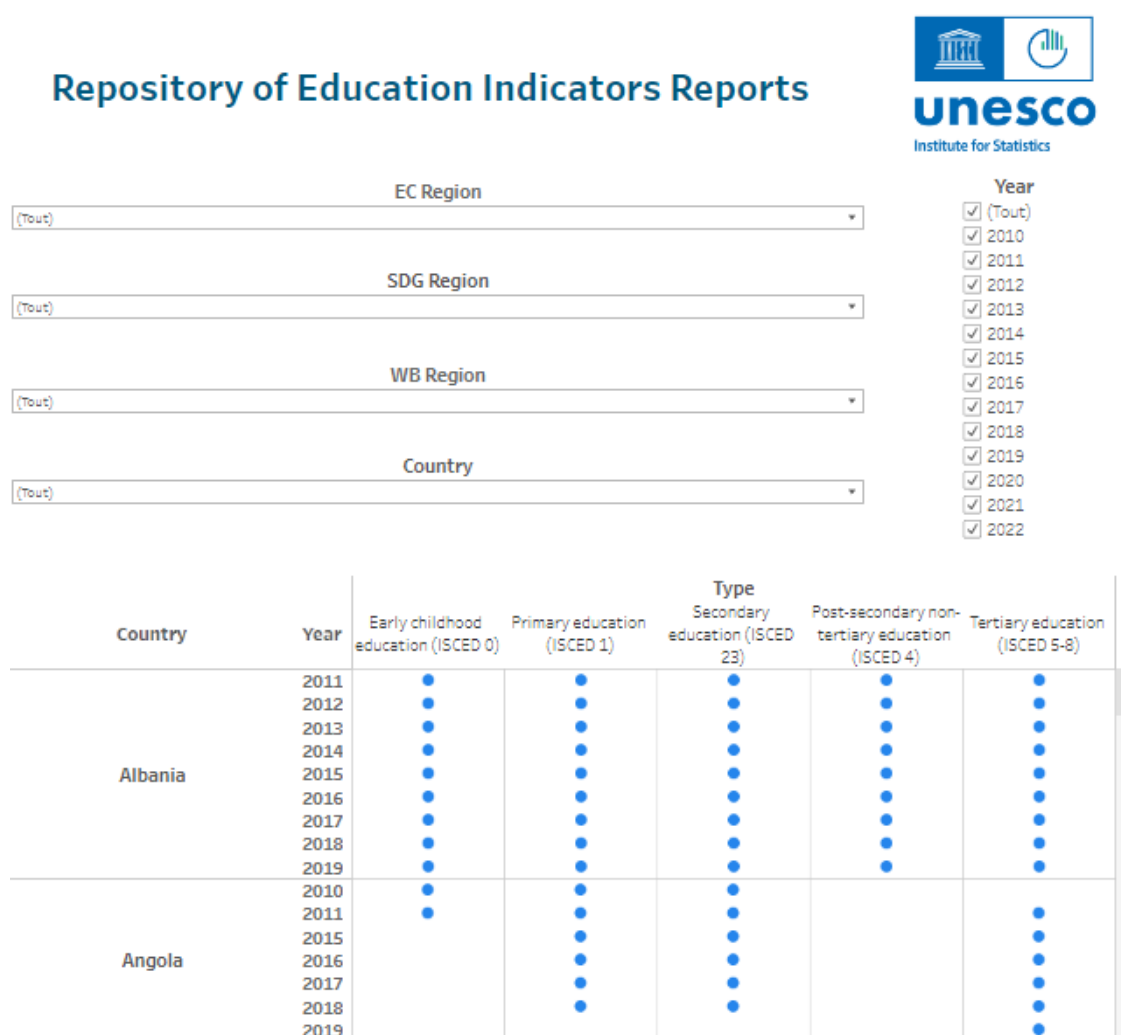 Repository of Education Indicators Reports
unesco
Institute for Statistics
EC Region
(Tout)
SDG Region
(Tout)
WB Region
(Tout)
Country
(Tout)
Year
(Tout)
2010
2011
2012
2013
2014
2015
2016
2017
2018
2019
2020
2021
2022
Type
Country
Year
Early childhood
education (ISCED 0)
Primary education
(ISCED 1)
Secondary
education (ISCED
23)
Post-secondary non-
tertiary education
(ISCED 4)
Tertiary education
(ISCED 5-8)
Albania
2011
2012
2013
2014
2015
2016
2017
2018
2019
Angola
2010
2011
2015
2016
2017
2018
2019